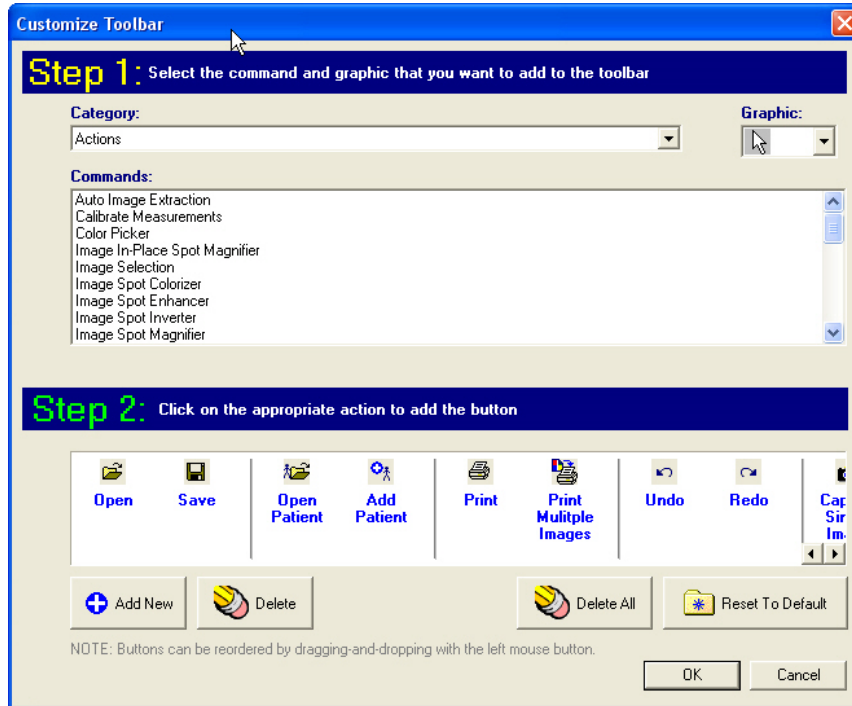 Customize Toolbar
Step 1: Select the command and graphic that you want to add to the toolbar
Category:
Graphic:
Actions
Commands:
Auto Image Extraction
Calibrate Measurements
Color Picker
Image In-Place Spot Magnifier
Image Selection
Image Spot Colorizer
Image Spot Enhancer
Image Spot Inverter
Image Spot Magnifier
Step 2: Click on the appropriate action to add the button
Open
Save
Open
Patient
Add
Patient
Print
Print
Mulitple
Images
Undo
Redo
Add New
Delete
Delete All
Reset To Default
NOTE: Buttons can be reordered by dragging-and-dropping with the left mouse button.
OK
Cancel